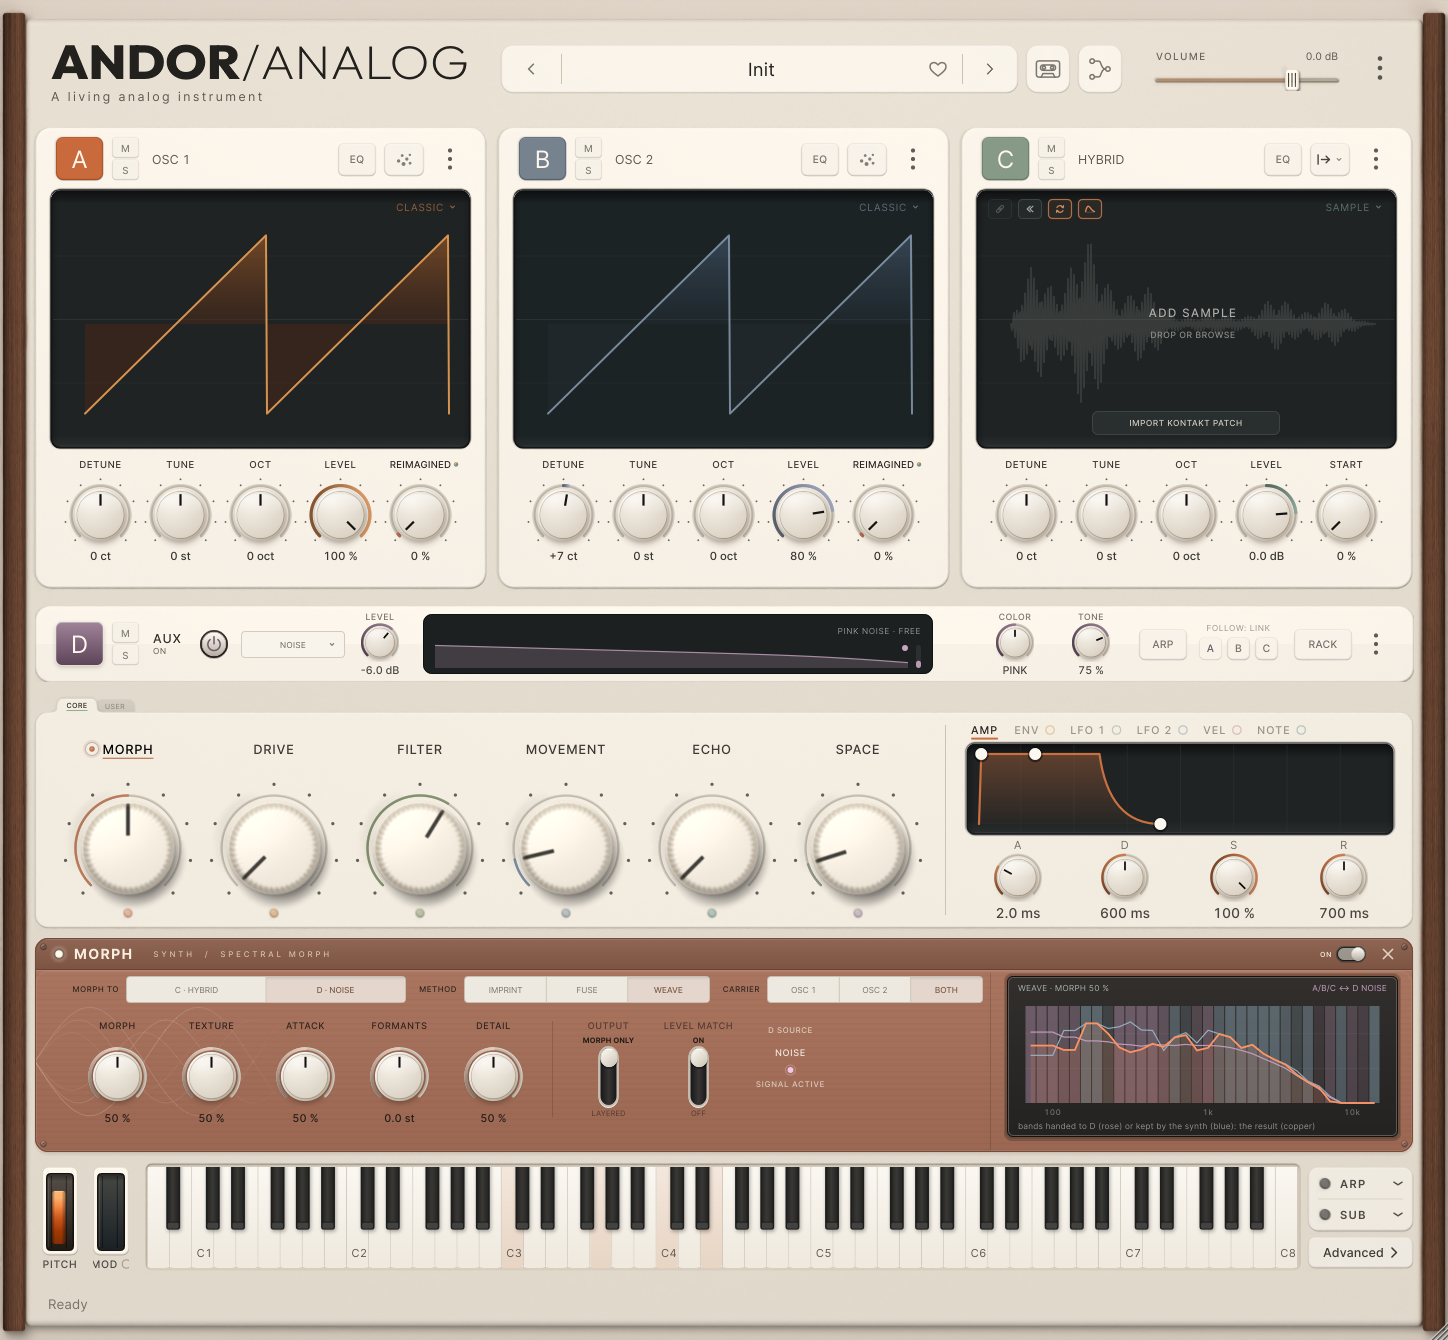 ANDOR/ANALOG
A living analog instrument
Init
VOLUME 0.0 dB
A M S OSC 1 EQ
CLASSIC
DETUNE TUNE OCT LEVEL REIMAGINED
0 ct 0 st 0 oct 100 % 0 %
B M S OSC 2 EQ
CLASSIC
DETUNE TUNE OCT LEVEL REIMAGINED
+7 ct 0 st 0 oct 80 % 0 %
C M S HYBRID EQ
SAMPLE
ADD SAMPLE
DROP OR BROWSE
IMPORT KONTAKT PATCH
DETUNE TUNE OCT LEVEL START
0 ct 0 st 0 oct 0.0 dB 0 %
D M S AUX
ON
NOISE
LEVEL
-6.0 dB
PINK NOISE · FREE
COLOR TONE
PINK 75 %
ARP
FOLLOW: LINK
A B C
RACK
CORE USER
MORPH DRIVE FILTER MOVEMENT ECHO SPACE
AMP ENV LFO 1 LFO 2 VEL NOTE
A D S R
2.0 ms 600 ms 100 % 700 ms
MORPH SYNTH / SPECTRAL MORPH ON
MORPH TO C · HYBRID D · NOISE METHOD IMPRINT FUSE WEAVE CARRIER OSC 1 OSC 2 BOTH
MORPH TEXTURE ATTACK FORMANTS DETAIL
50 % 50 % 50 % 0.0 st 50 %
OUTPUT LEVEL MATCH
MORPH ONLY ON
LAYERED OFF
D SOURCE
NOISE
SIGNAL ACTIVE
WEAVE · MORPH 50 % A/B/C ↔ D NOISE
100 1k 10k
bands handed to D (rose) or kept by the synth (blue): the result (copper)
PITCH MOD
C1 C2 C3 C4 C5 C6 C7 C8
ARP
SUB
Advanced
Ready